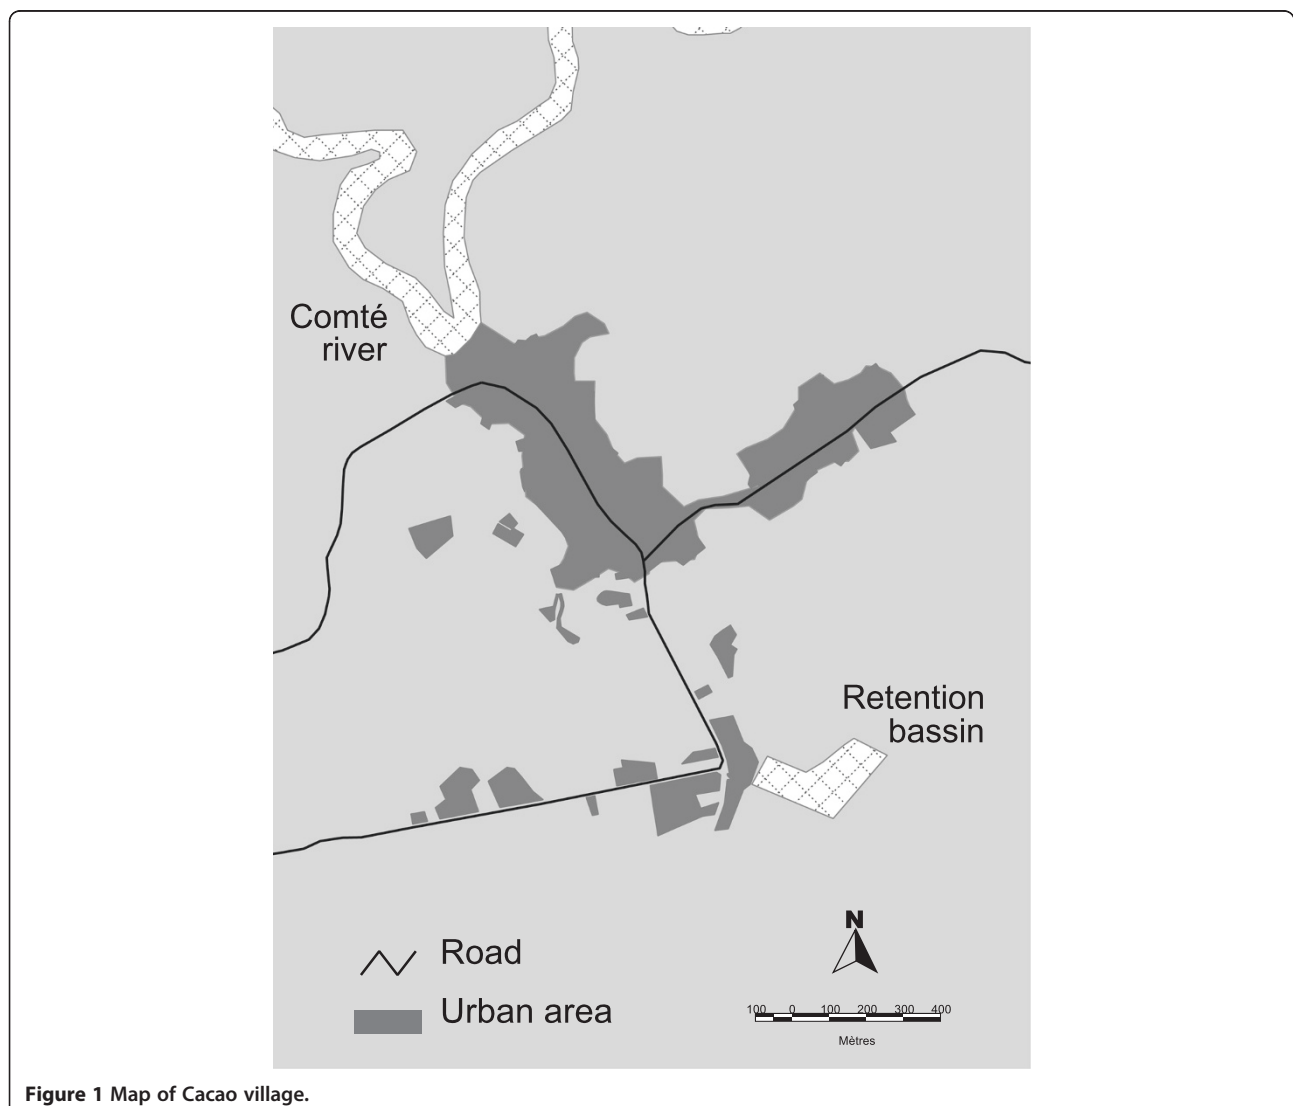 Comté
river
Retention
bassin
N
Road
Urban area
100 0 100 200 300 400
Mètres
Figure 1 Map of Cacao village.